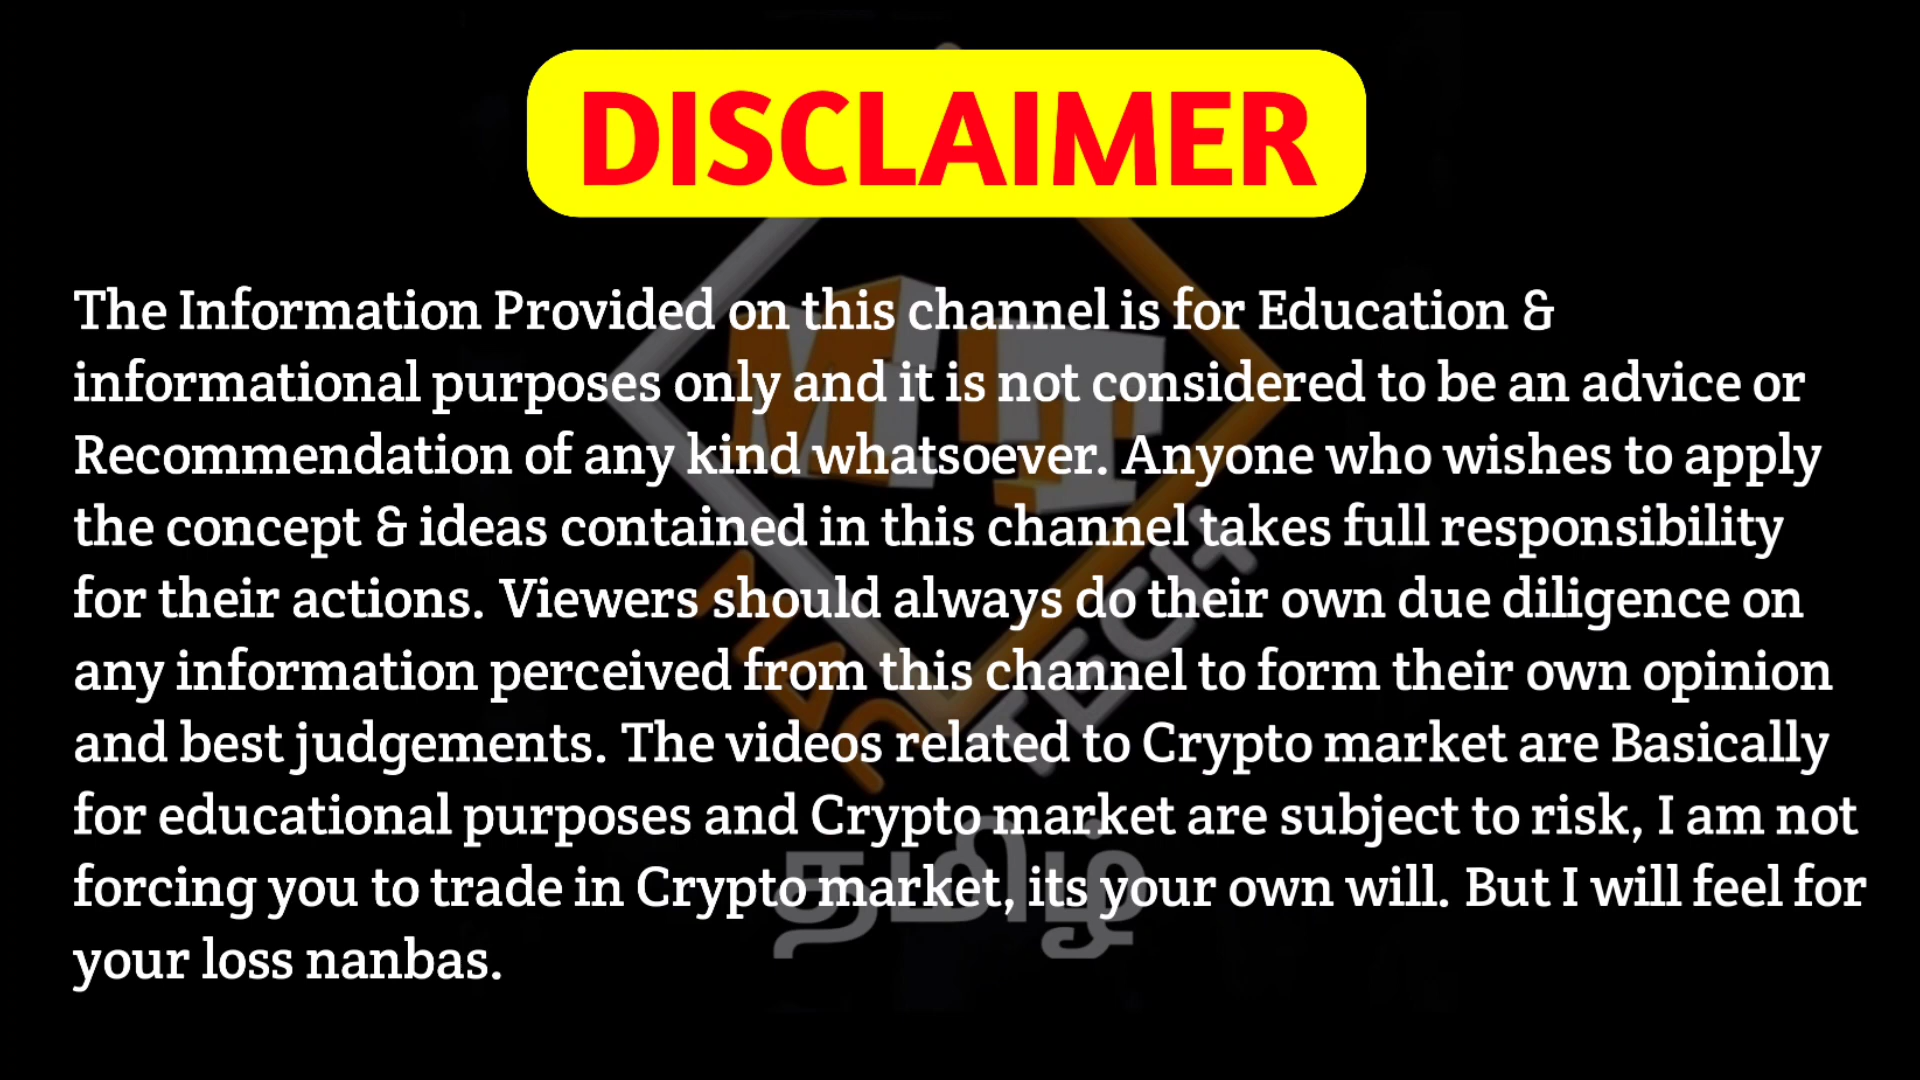 DISCLAIMER
The Information Provided on this channel is for Education &
informational purposes only and it is not considered to be an advice or
Recommendation of any kind whatsoever. Anyone who wishes to apply
the concept & ideas contained in this channel takes full responsibility
for their actions. Viewers should always do their own due diligence on
any information perceived from this channel to form their own opinion
and best judgements. The videos related to Crypto market are Basically
for educational purposes and Crypto market are subject to risk, I am not
forcing you to trade in Crypto market, its your own will. But I will feel for
your loss nanbas.
MT
TECH
தமிழ்